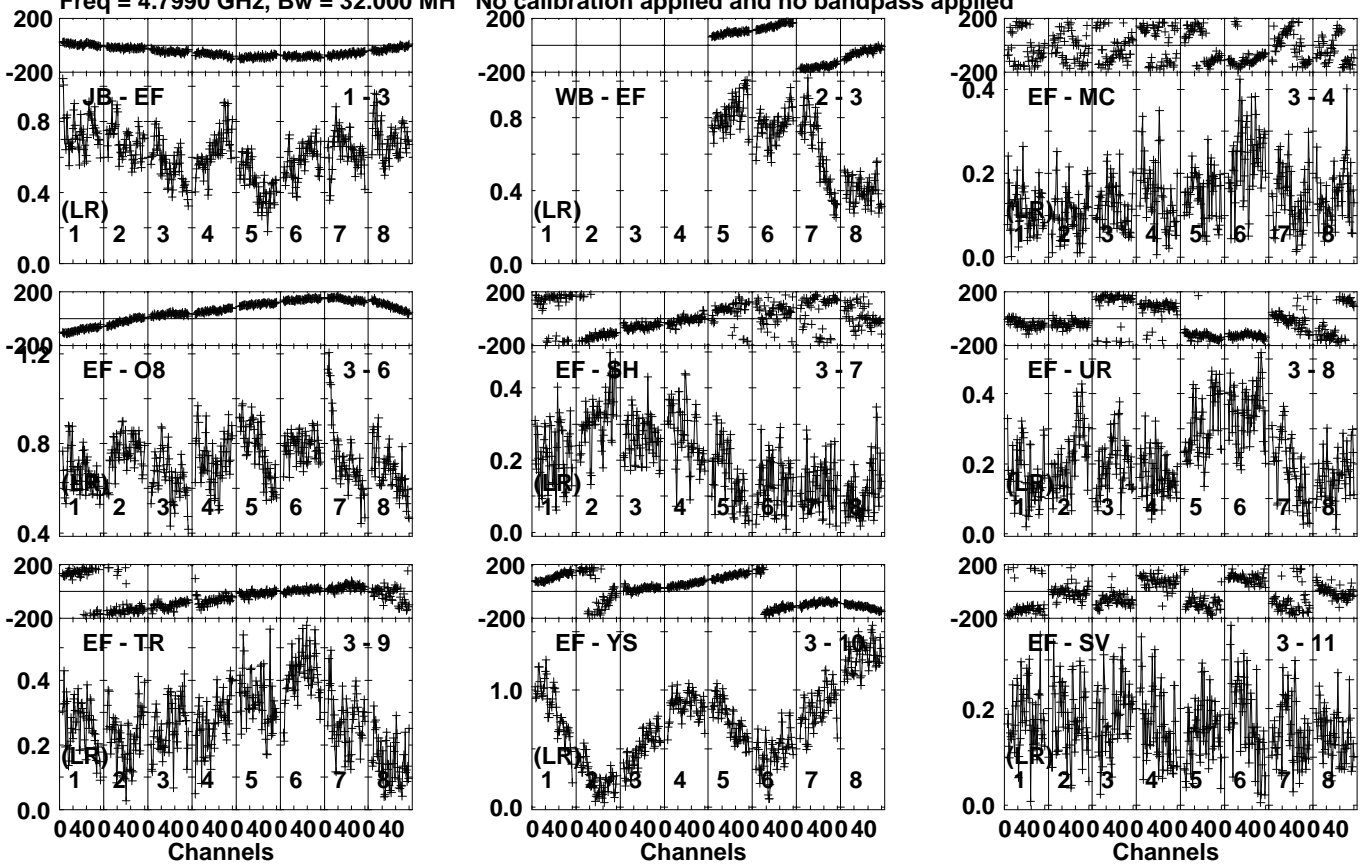 Freq = 4.7990 GHz, Bw = 32.000 MH No calibration applied and no bandpass applied
200
-200
JB - EF 1 - 3
0.8
0.4
(LR)
1 2 3 4 5 6 7 8
0.0
200
-200
WB - EF 2 - 3
0.8
0.4
(LR)
1 2 3 4 5 6 7 8
0.0
200
-200
0.4
EF - MC 3 - 4
0.2
(LR)
1 2 3 4 5 6 7 8
0.0
200
-200
1.2
EF - O8 3 - 6
0.8
1 2 3 4 5 6 7 8
0.4
200
-200
EF - SH 3 - 7
0.4
0.2
(LR)
1 2 3 4 5 6 7 8
0.0
200
-200
EF - UR 3 - 8
0.4
0.2
(LR)
1 2 3 4 5 6 7 8
0.0
200
-200
EF - TR 3 - 9
0.4
0.2
(LR)
1 2 3 4 5 6 7 8
0.0
200
-200
EF - YS 3 - 10
1.0
(LR)
1 2 3 4 5 6 7 8
0.0
200
-200
EF - SV 3 - 11
0.2
(LR)
1 2 3 4 5 6 7 8
0.0
0 40 0 40 0 40 0 40 0 40 0 40 0 40 0 40
Channels
0 40 0 40 0 40 0 40 0 40 0 40 0 40 0 40
Channels
0 40 0 40 0 40 0 40 0 40 0 40 0 40 0 40
Channels